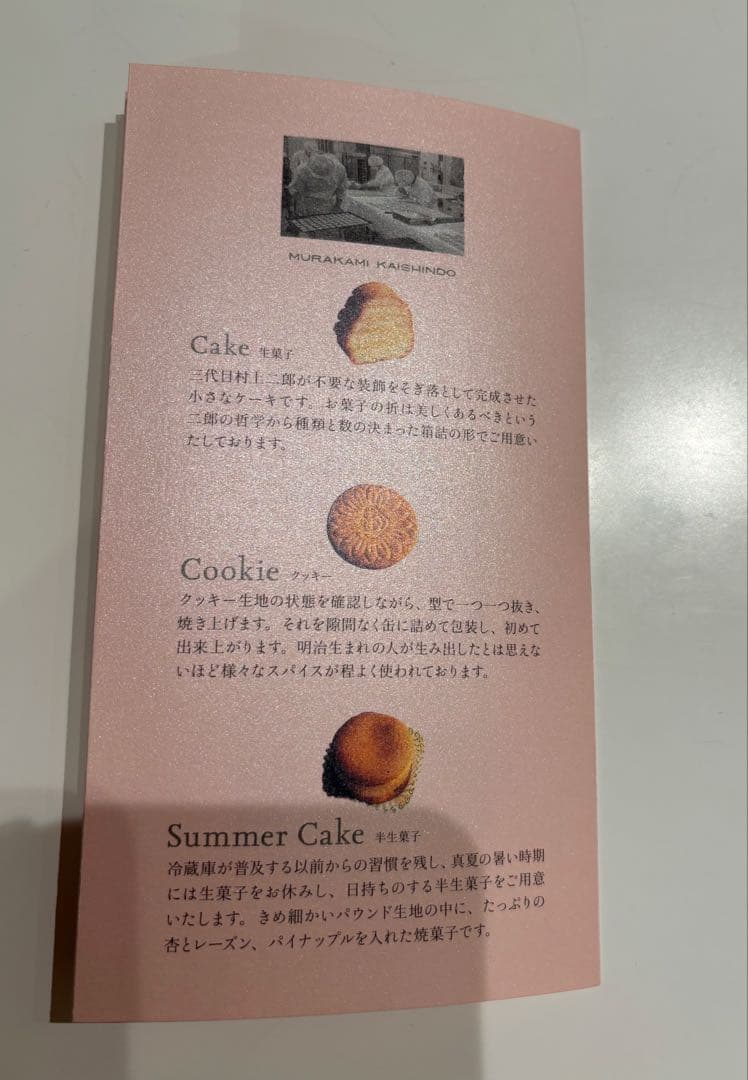 MURAKAMI KAISHINDO
Cake 生菓子
三代目村上二郎が不要な装飾をそぎ落として完成させた
小さなケーキです。お菓子の折は美しくあるべきという
二郎の哲学から種類と数の決まった箱詰の形でご用意い
たしております。
Cookie クッキー
クッキー生地の状態を確認しながら、型で一つ一つ抜き、
焼き上げます。それを隙間なく缶に詰めて包装し、初めて
出来上がります。明治生まれの人が生み出したとは思えな
いほど様々なスパイスが程よく使われております。
Summer Cake 半生菓子
冷蔵庫が普及する以前からの習慣を残し、真夏の暑い時期
には生菓子をお休みし、日持ちのする半生菓子をご用意
いたします。きめ細かいパウンド生地の中に、たっぷりの
杏とレーズン、パイナップルを入れた焼菓子です。